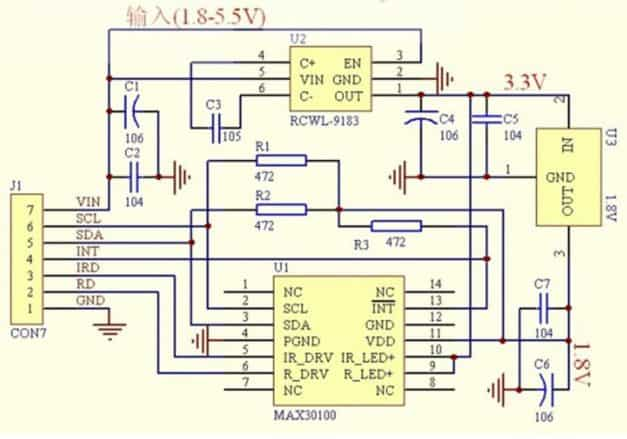 输入(1.8-5.5V)
U2
4 C+ EN 3
5 VIN GND 2
6 C- OUT 1
RCWL-9183
3.3V
C1
106
C2
104
C3
105
C4
106
C5
104
2
U3
IN
1 GND
OUT
1.8V
3
R1
472
R2
472
R3 472
J1
7 VIN
6 SCL
5 SDA
4 INT
3 IRD
2 RD
1 GND
CON7
U1
1 NC NC 14
2 SCL INT 13
3 SDA GND 12
4 PGND VDD 11
5 IR_DRV IR_LED+ 10
6 R_DRV R_LED+ 9
7 NC NC 8
MAX30100
C7
104
1.8V
C6
106